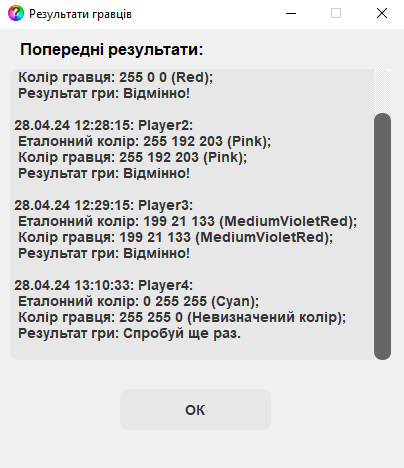 Результати гравців
Попередні результати:
Колір гравця: 255 0 0 (Red);
Результат гри: Відмінно!
28.04.24 12:28:15: Player2:
Еталонний колір: 255 192 203 (Pink);
Колір гравця: 255 192 203 (Pink);
Результат гри: Відмінно!
28.04.24 12:29:15: Player3:
Еталонний колір: 199 21 133 (MediumVioletRed);
Колір гравця: 199 21 133 (MediumVioletRed);
Результат гри: Відмінно!
28.04.24 13:10:33: Player4:
Еталонний колір: 0 255 255 (Cyan);
Колір гравця: 255 255 0 (Невизначений колір);
Результат гри: Спробуй ще раз.
ОК